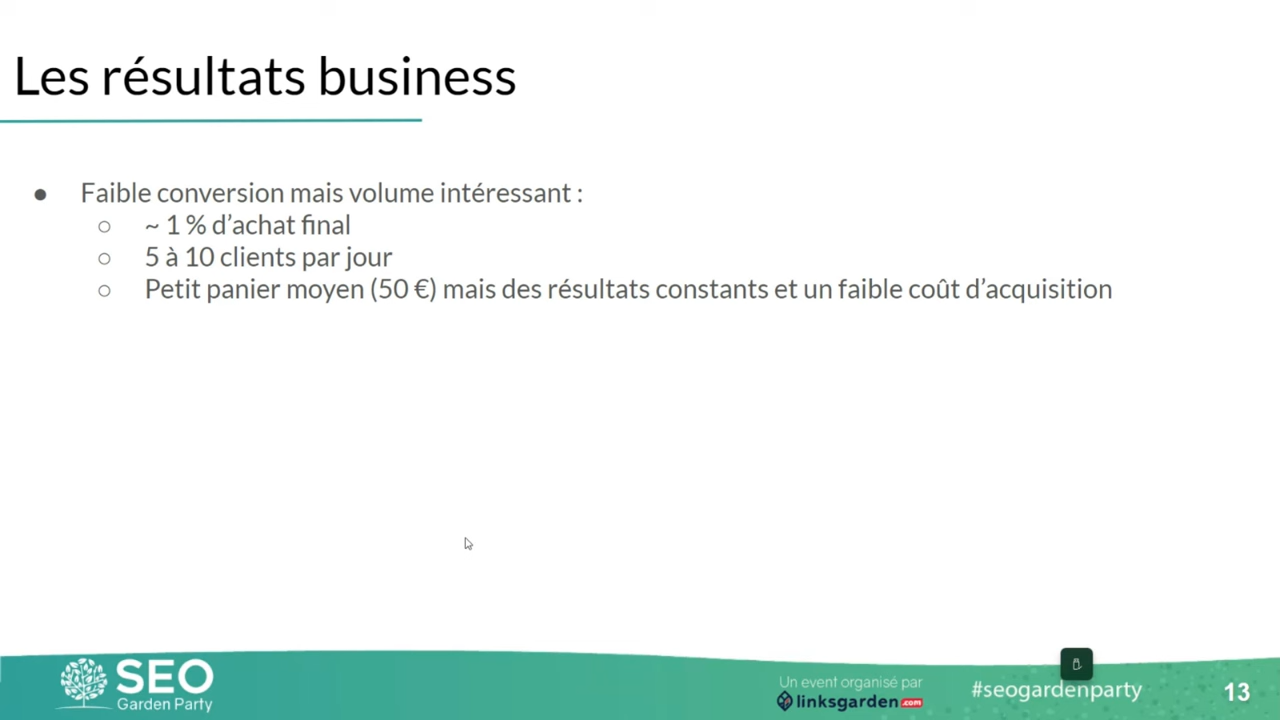 Les résultats business
● Faible conversion mais volume intéressant :
○ ~ 1 % d’achat final
○ 5 à 10 clients par jour
○ Petit panier moyen (50 €) mais des résultats constants et un faible coût d’acquisition
SEO
Garden Party
Un event organisé par
linksgarden.com
#seogardenparty
13